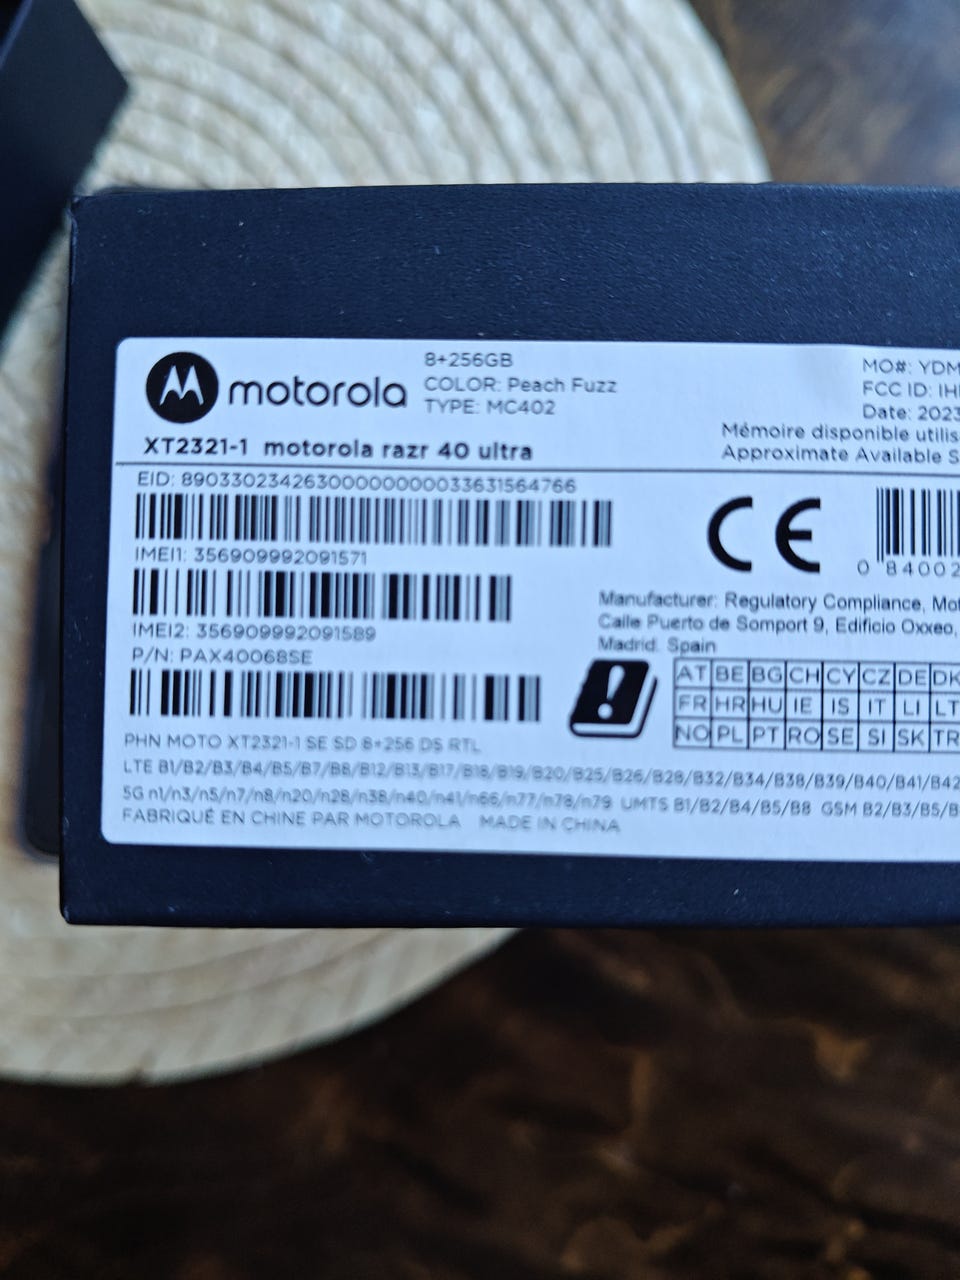 motorola
8+256GB
COLOR: Peach Fuzz
TYPE: MC402
MO#: YDM
FCC ID: IH
Date: 2023
XT2321-1 motorola razr 40 ultra
Mémoire disponible utilis
Approximate Available S
EID: 89033023426300000000033631564766
IMEI1: 356909992091571
IMEI2: 356909992091589
P/N: PAX40068SE
CE
0 84002
Manufacturer: Regulatory Compliance, Mot
Calle Puerto de Somport 9, Edificio Oxxeo,
Madrid. Spain
AT BE BG CH CY CZ DE DK
FR HR HU IE IS IT LI LT
NO PL PT RO SE SI SK TR
PHN MOTO XT2321-1 SE SD 8+256 DS RTL
LTE B1/B2/B3/B4/B5/B7/B8/B12/B13/B17/B18/B19/B20/B25/B26/B28/B32/B34/B38/B39/B40/B41/B42
5G n1/n3/n5/n7/n8/n20/n28/n38/n40/n41/n66/n77/n78/n79 UMTS B1/B2/B4/B5/B8 GSM B2/B3/B5/B
FABRIQUÉ EN CHINE PAR MOTOROLA MADE IN CHINA